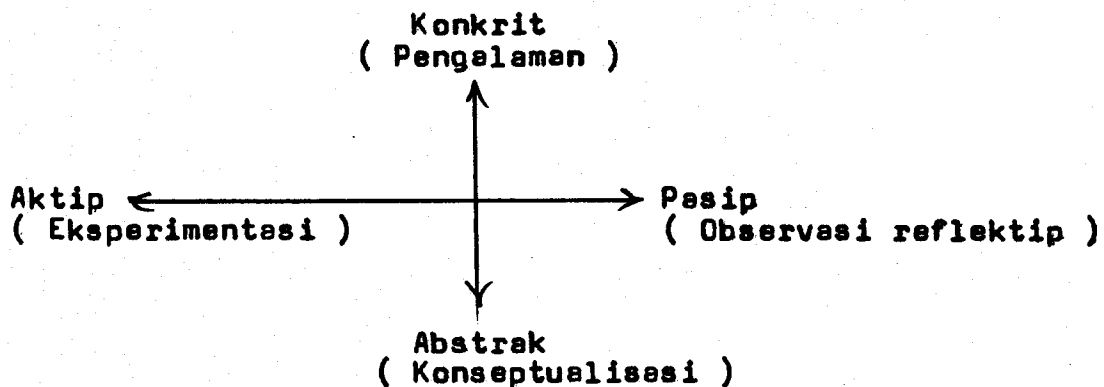 Konkrit
( Pengalaman )
Aktip
( Eksperimentasi )
Pasip
( Observasi reflektip )
Abstrak
( Konseptualisasi )